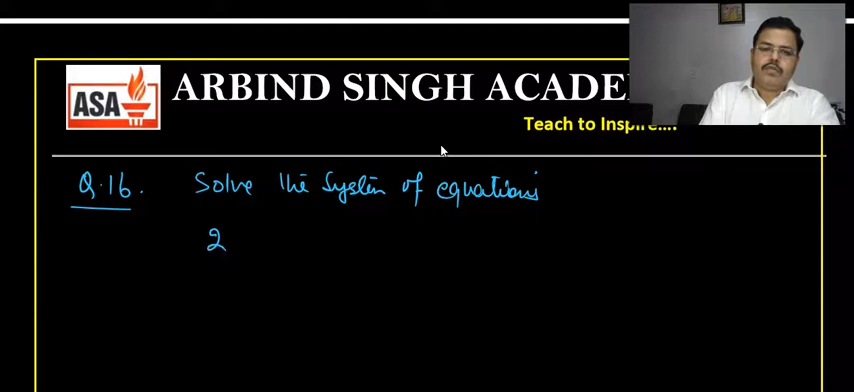 ASA
ARBIND SINGH ACADE
Teach to Inspire....
Q.16. Solve the System of equations
2